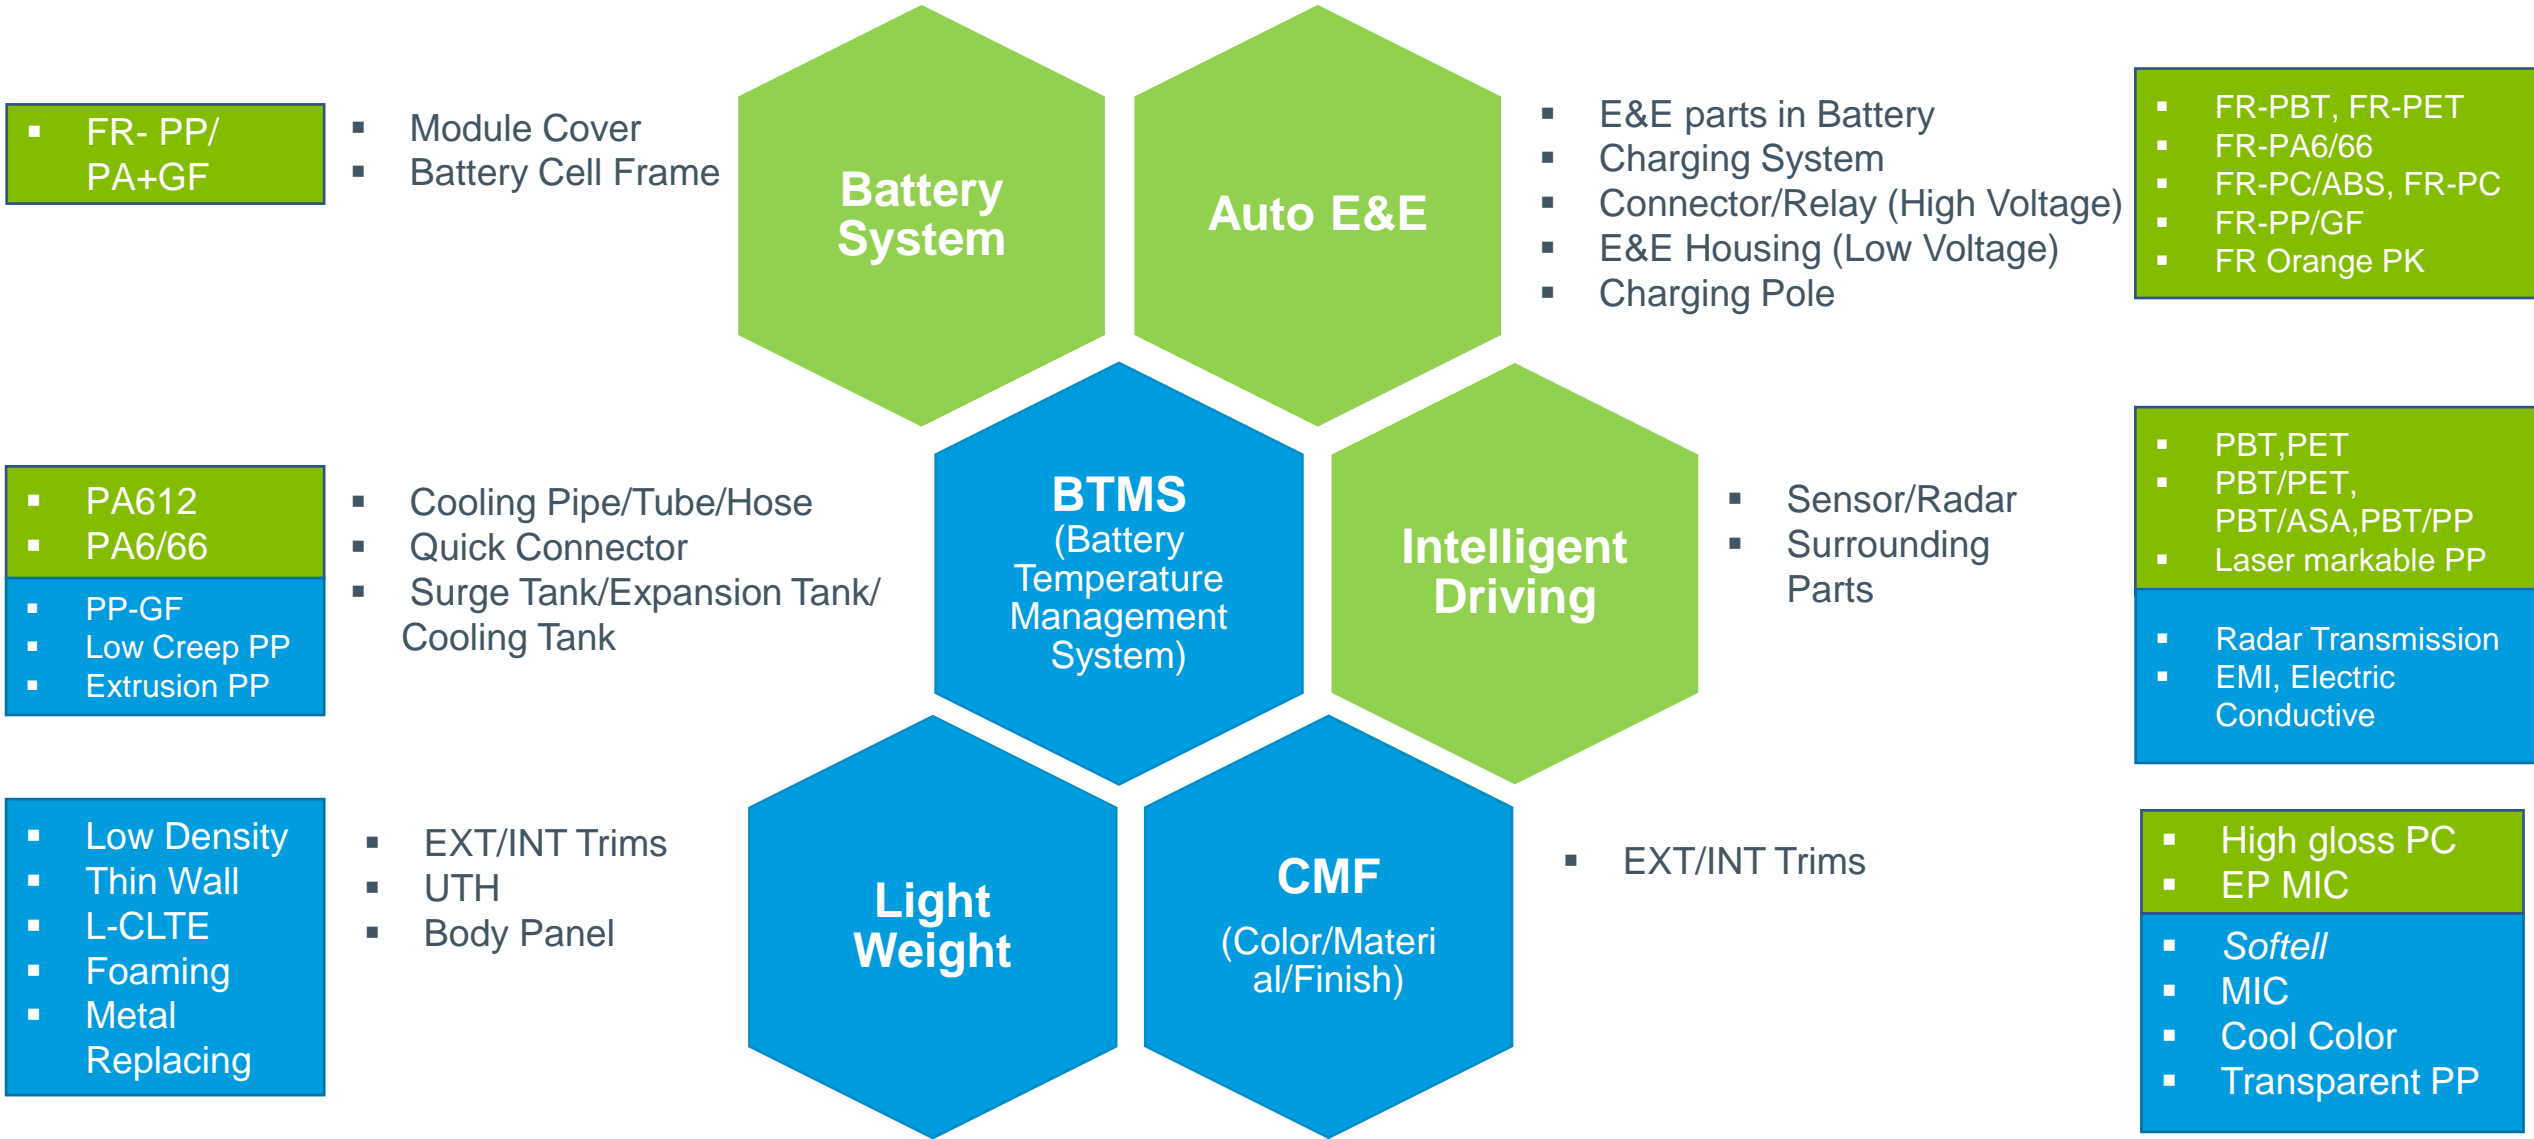 FR- PP/
PA+GF
Module Cover
Battery Cell Frame
Battery
System
Auto E&E
E&E parts in Battery
Charging System
Connector/Relay (High Voltage)
E&E Housing (Low Voltage)
Charging Pole
FR-PBT, FR-PET
FR-PA6/66
FR-PC/ABS, FR-PC
FR-PP/GF
FR Orange PK
PA612
PA6/66
PP-GF
Low Creep PP
Extrusion PP
Cooling Pipe/Tube/Hose
Quick Connector
Surge Tank/Expansion Tank/
Cooling Tank
BTMS
(Battery
Temperature
Management
System)
Intelligent
Driving
Sensor/Radar
Surrounding
Parts
PBT,PET
PBT/PET,
PBT/ASA,PBT/PP
Laser markable PP
Radar Transmission
EMI, Electric
Conductive
Low Density
Thin Wall
L-CLTE
Foaming
Metal
Replacing
EXT/INT Trims
UTH
Body Panel
Light
Weight
CMF
(Color/Materi
al/Finish)
EXT/INT Trims
High gloss PC
EP MIC
Softell
MIC
Cool Color
Transparent PP